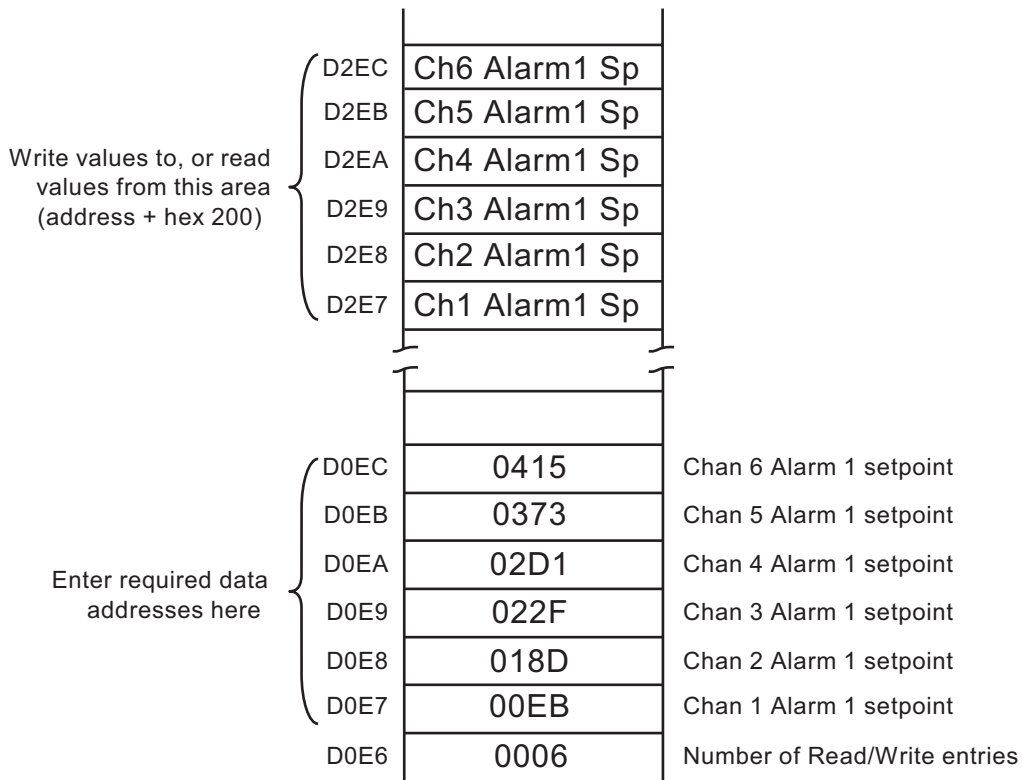 D2EC Ch6 Alarm1 Sp
D2EB Ch5 Alarm1 Sp
Write values to, or read
values from this area
(address + hex 200)
D2EA Ch4 Alarm1 Sp
D2E9 Ch3 Alarm1 Sp
D2E8 Ch2 Alarm1 Sp
D2E7 Ch1 Alarm1 Sp
D0EC 0415 Chan 6 Alarm 1 setpoint
D0EB 0373 Chan 5 Alarm 1 setpoint
Enter required data
addresses here
D0EA 02D1 Chan 4 Alarm 1 setpoint
D0E9 022F Chan 3 Alarm 1 setpoint
D0E8 018D Chan 2 Alarm 1 setpoint
D0E7 00EB Chan 1 Alarm 1 setpoint
D0E6 0006 Number of Read/Write entries